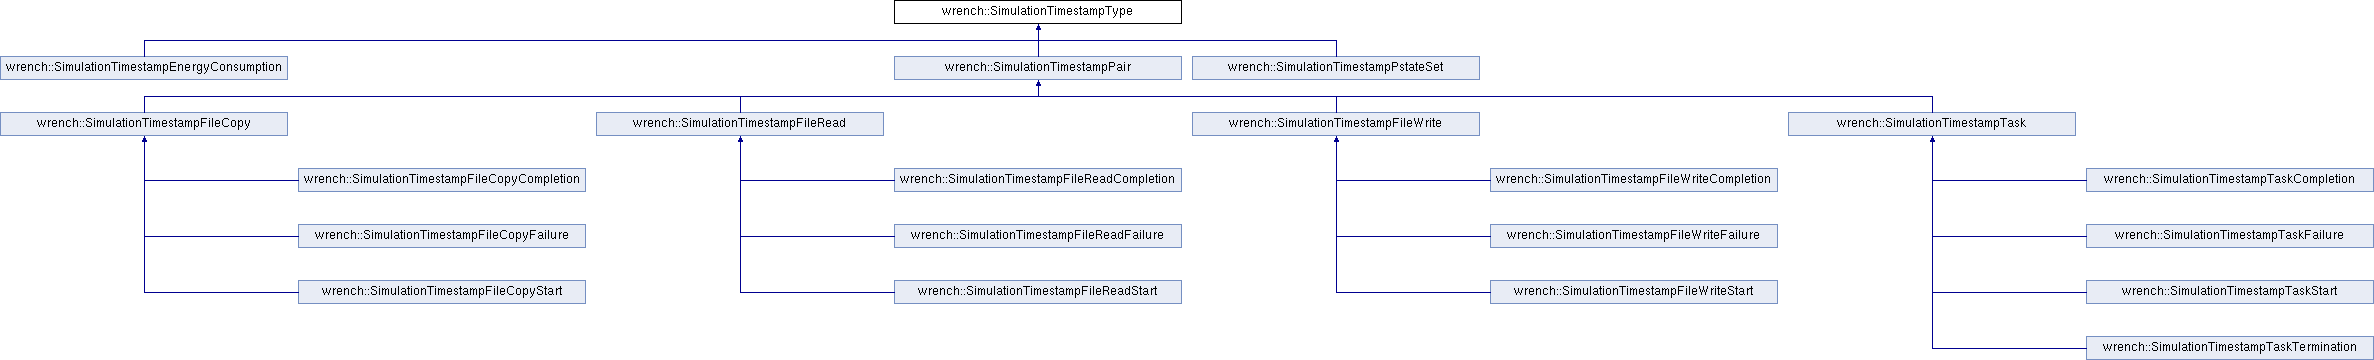 wrench::SimulationTimestampType
wrench::SimulationTimestampEnergyConsumption
wrench::SimulationTimestampPair
wrench::SimulationTimestampPstateSet
wrench::SimulationTimestampFileCopy
wrench::SimulationTimestampFileRead
wrench::SimulationTimestampFileWrite
wrench::SimulationTimestampTask
wrench::SimulationTimestampFileCopyCompletion
wrench::SimulationTimestampFileReadCompletion
wrench::SimulationTimestampFileWriteCompletion
wrench::SimulationTimestampTaskCompletion
wrench::SimulationTimestampFileCopyFailure
wrench::SimulationTimestampFileReadFailure
wrench::SimulationTimestampFileWriteFailure
wrench::SimulationTimestampTaskFailure
wrench::SimulationTimestampFileCopyStart
wrench::SimulationTimestampFileReadStart
wrench::SimulationTimestampFileWriteStart
wrench::SimulationTimestampTaskStart
wrench::SimulationTimestampTaskTermination